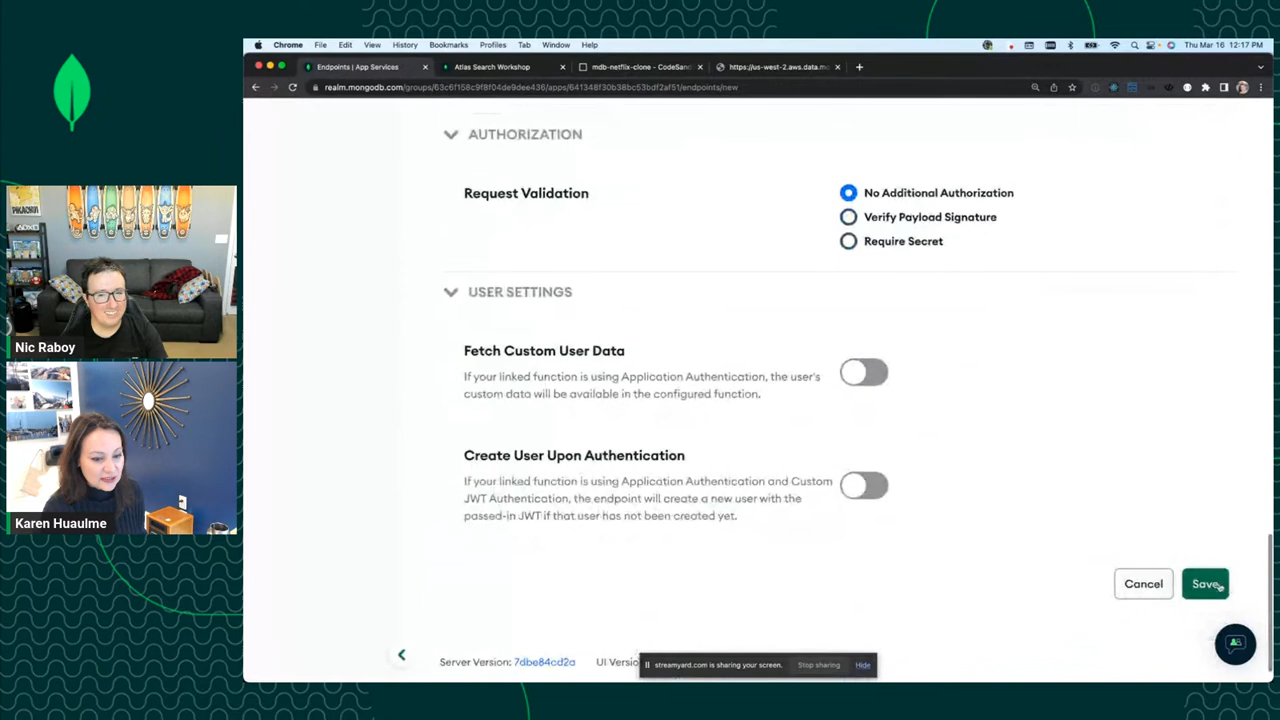 Chrome File Edit View History Bookmarks Profiles Tab Window Help
Thu Mar 16 12:17 PM
Endpoints | App Services
Atlas Search Workshop
mdb-netflix-clone - CodeSan
https://us-west-2.aws.data.m
realm.mongodb.com/groups/63c6f158c9f8f04de9dee436/apps/641348f30b38bc53bdf2af51/endpoints/new
AUTHORIZATION
Request Validation
No Additional Authorization
Verify Payload Signature
Require Secret
USER SETTINGS
Fetch Custom User Data
If your linked function is using Application Authentication, the user's
custom data will be available in the configured function.
Create User Upon Authentication
If your linked function is using Application Authentication and Custom
JWT Authentication, the endpoint will create a new user with the
passed-in JWT if that user has not been created yet.
Cancel
Save
Server Version: 7dbe84cd2a
UI Versio
streamyard.com is sharing your screen.
Stop sharing
Hide
Nic Raboy
Karen Huaulme